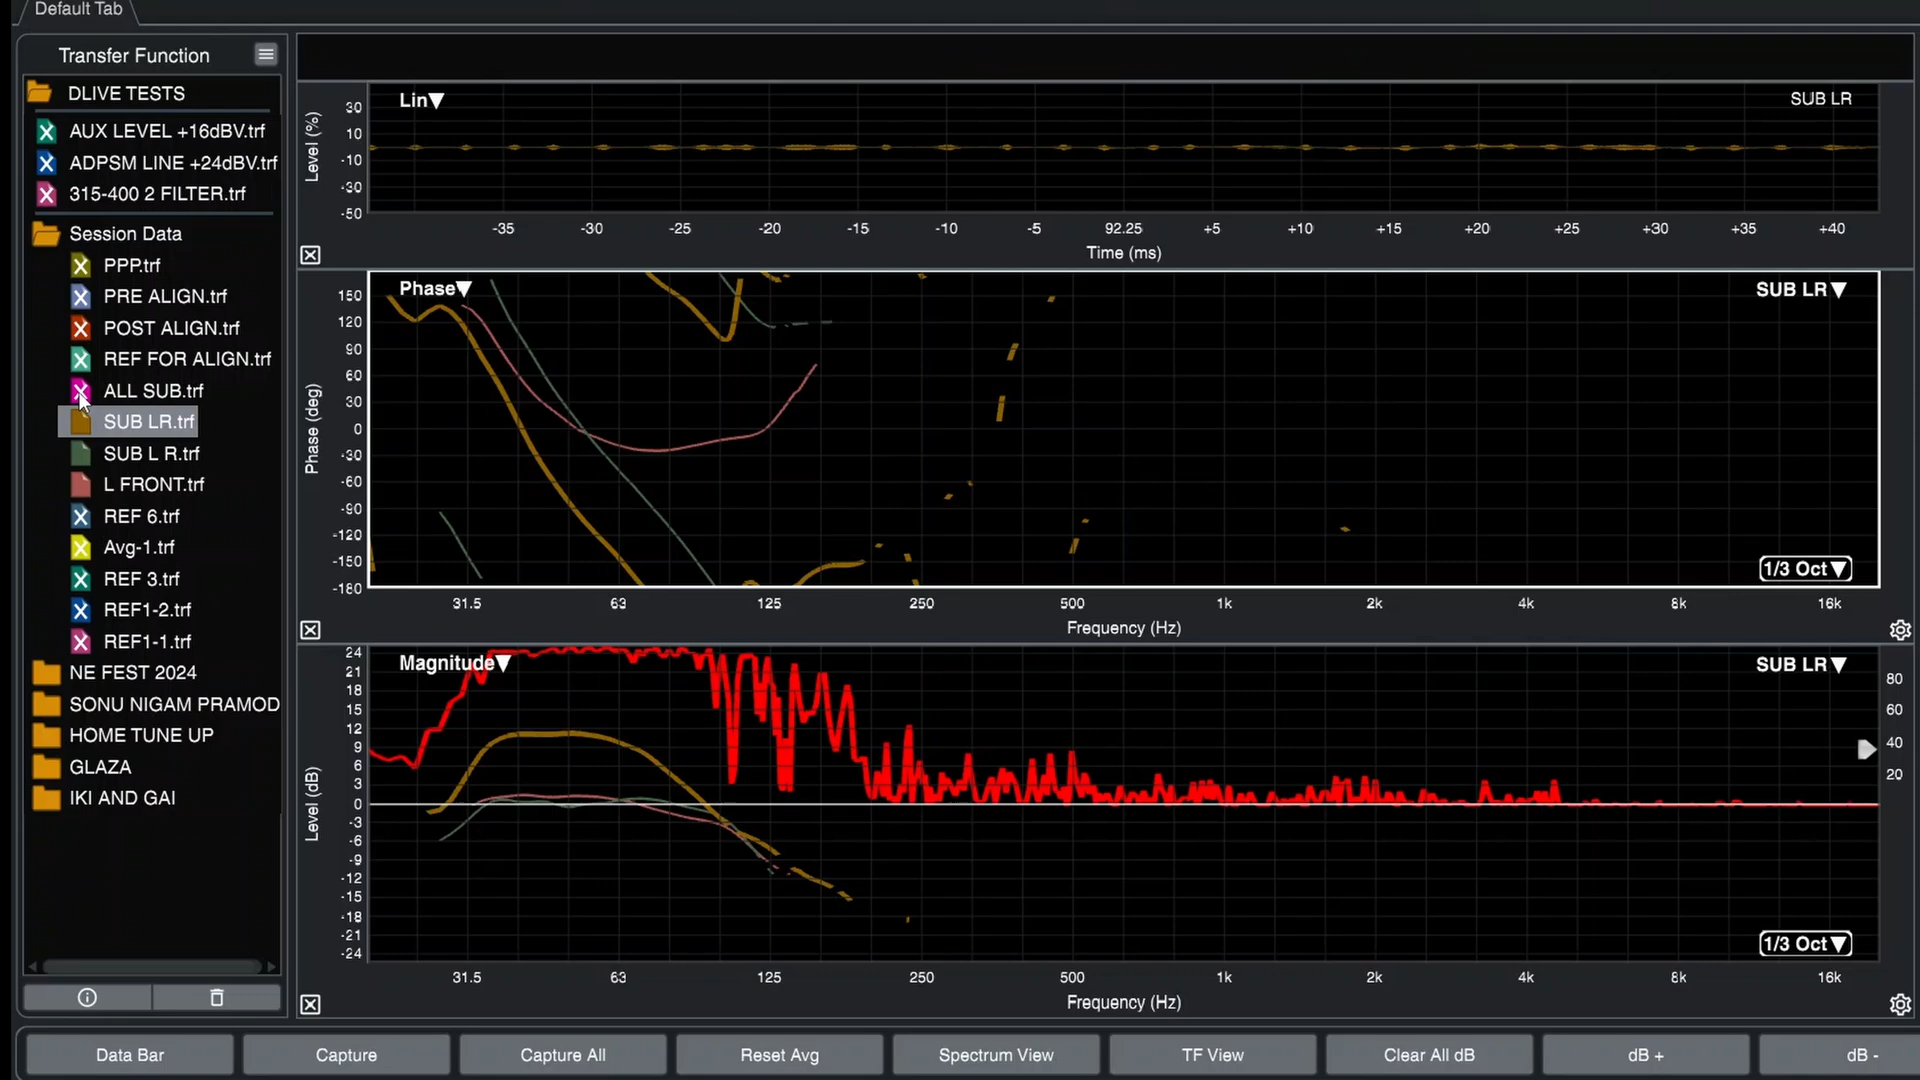 Default Tab
Transfer Function
DLIVE TESTS
AUX LEVEL +16dBV.trf
ADPSM LINE +24dBV.trf
315-400 2 FILTER.trf
Session Data
PPP.trf
PRE ALIGN.trf
POST ALIGN.trf
REF FOR ALIGN.trf
ALL SUB.trf
SUB LR.trf
SUB L R.trf
L FRONT.trf
REF 6.trf
Avg-1.trf
REF 3.trf
REF1-2.trf
REF1-1.trf
NE FEST 2024
SONU NIGAM PRAMOD
HOME TUNE UP
GLAZA
IKI AND GAI
Lin▼
SUB LR
Level (%)
30
10
-10
-30
-50
-35 -30 -25 -20 -15 -10 -5 92.25 +5 +10 +15 +20 +25 +30 +35 +40
Time (ms)
Phase▼
SUB LR▼
Phase (deg)
150
120
90
60
30
0
-30
-60
-90
-120
-150
-180
1/3 Oct▼
31.5 63 125 250 500 1k 2k 4k 8k 16k
Frequency (Hz)
Magnitude▼
SUB LR▼
Level (dB)
24
21
18
15
12
9
6
3
0
-3
-6
-9
-12
-15
-18
-21
-24
80
60
40
20
1/3 Oct▼
31.5 63 125 250 500 1k 2k 4k 8k 16k
Frequency (Hz)
Data Bar
Capture
Capture All
Reset Avg
Spectrum View
TF View
Clear All dB
dB +
dB -